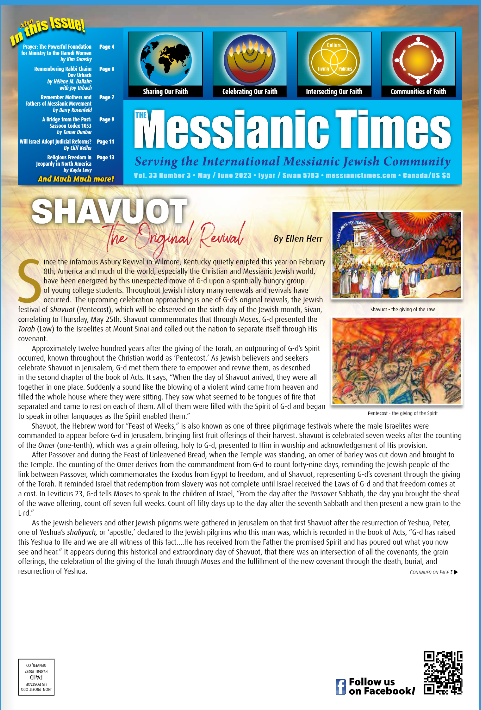 In this Issue!
Prayer: The Powerful Foundation Page 4
for Ministry to the Jewish Women
Remembering Rabbi Chaim Page 6
Dov Urbach
with Joy Urbach
Remember Mothers and Page 7
Fathers of Messianic Movement
by Barry Rosenfeld
A Bridge from the Past: Page 9
Sassoon Codex 1053
Will Israel Adopt Judicial Reforms? Page 11
Religious Freedom in Page 13
Jeopardy in North America
by Kayla Levy
And Much Much more!
Sharing Our Faith
Celebrating Our Faith
Culture
Living
Politics
Intersecting Our Faith
Communities of Faith
THE Messianic Times
Serving the International Messianic Jewish Community
Vol. 33 Number 3 • May / June 2023 • Iyyar / Sivan 5783 • messianictimes.com • Canada/US $5
SHAVUOT
The Original Revival
By Ellen Herr
Since the infamous Asbury Revival in Wilmore, Kentucky quietly erupted this year on February
8th, America and much of the world, especially the Christian and Messianic Jewish world,
have been energized by this unexpected move of G-d upon a spiritually hungry group
of young college students. Throughout Jewish history many renewals and revivals have
occurred. The upcoming celebration approaching is one of G-d's original revivals, the Jewish
festival of Shavuot (Pentecost), which will be observed on the sixth day of the Jewish month, Sivan,
correlating to Thursday, May 25th. Shavuot commemorates that through Moses, G-d presented the
Torah (Law) to the Israelites at Mount Sinai and called out the nation to separate itself through His
covenant.
Approximately twelve hundred years after the giving of the Torah, an outpouring of G-d's Spirit
occurred, known throughout the Christian world as 'Pentecost.' As Jewish believers and seekers
celebrate Shavuot in Jerusalem, G-d met them there to empower and revive them, as described
in the second chapter of the book of Acts. It says, "When the day of Shavuot arrived, they were all
together in one place. Suddenly a sound like the blowing of a violent wind came from heaven and
filled the whole house where they were sitting. They saw what seemed to be tongues of fire that
separated and came to rest on each of them. All of them were filled with the Spirit of G-d and began
to speak in other languages as the Spirit enabled them."
Shavuot, the Hebrew word for "Feast of Weeks," is also known as one of three pilgrimage festivals where the male Israelites were
commanded to appear before G-d in Jerusalem, bringing first fruit offerings of their harvest. Shavuot is celebrated seven weeks after the counting
of the Omer (one-tenth), which was a grain offering, holy to G-d, presented to Him in worship and acknowledgement of His provision.
After Passover and during the Feast of Unleavened Bread, when the Temple was standing, an omer of barley was cut down and brought to
the Temple. The counting of the Omer derives from the commandment from G-d to count forty-nine days, reminding the Jewish people of the
link between Passover, which commemorates the Exodus from Egypt to freedom, and of Shavuot, representing G-d's covenant through the giving
of the Torah. It reminded Israel that redemption from slavery was not complete until Israel received the Laws of G-d and that freedom comes at
a cost. In Leviticus 23, G-d tells Moses to speak to the children of Israel, "From the day after the Passover Sabbath, the day you brought the sheaf
of the wave offering, count off seven full weeks. Count off fifty days up to the day after the seventh Sabbath and then present a new grain to the
L-rd."
As the Jewish believers and other Jewish pilgrims were gathered in Jerusalem on that first Shavuot after the resurrection of Yeshua, Peter,
one of Yeshua's shaliyach, or 'apostle,' declared to the Jewish pilgrims who this man was, which is recorded in the book of Acts, "G-d has raised
this Yeshua to life and we are all witness of this fact....He has received from the Father the promised Spirit and has poured out what you now
see and hear." It appears during this historical and extraordinary day of Shavuot, that there was an intersection of all the covenants, the grain
offerings, the celebration of the giving of the Torah through Moses and the fulfillment of the new covenant through the death, burial, and
resurrection of Yeshua.
Shavuot - the giving of the Law
Pentecost - the giving of the Spirit
Follow us
on Facebook!